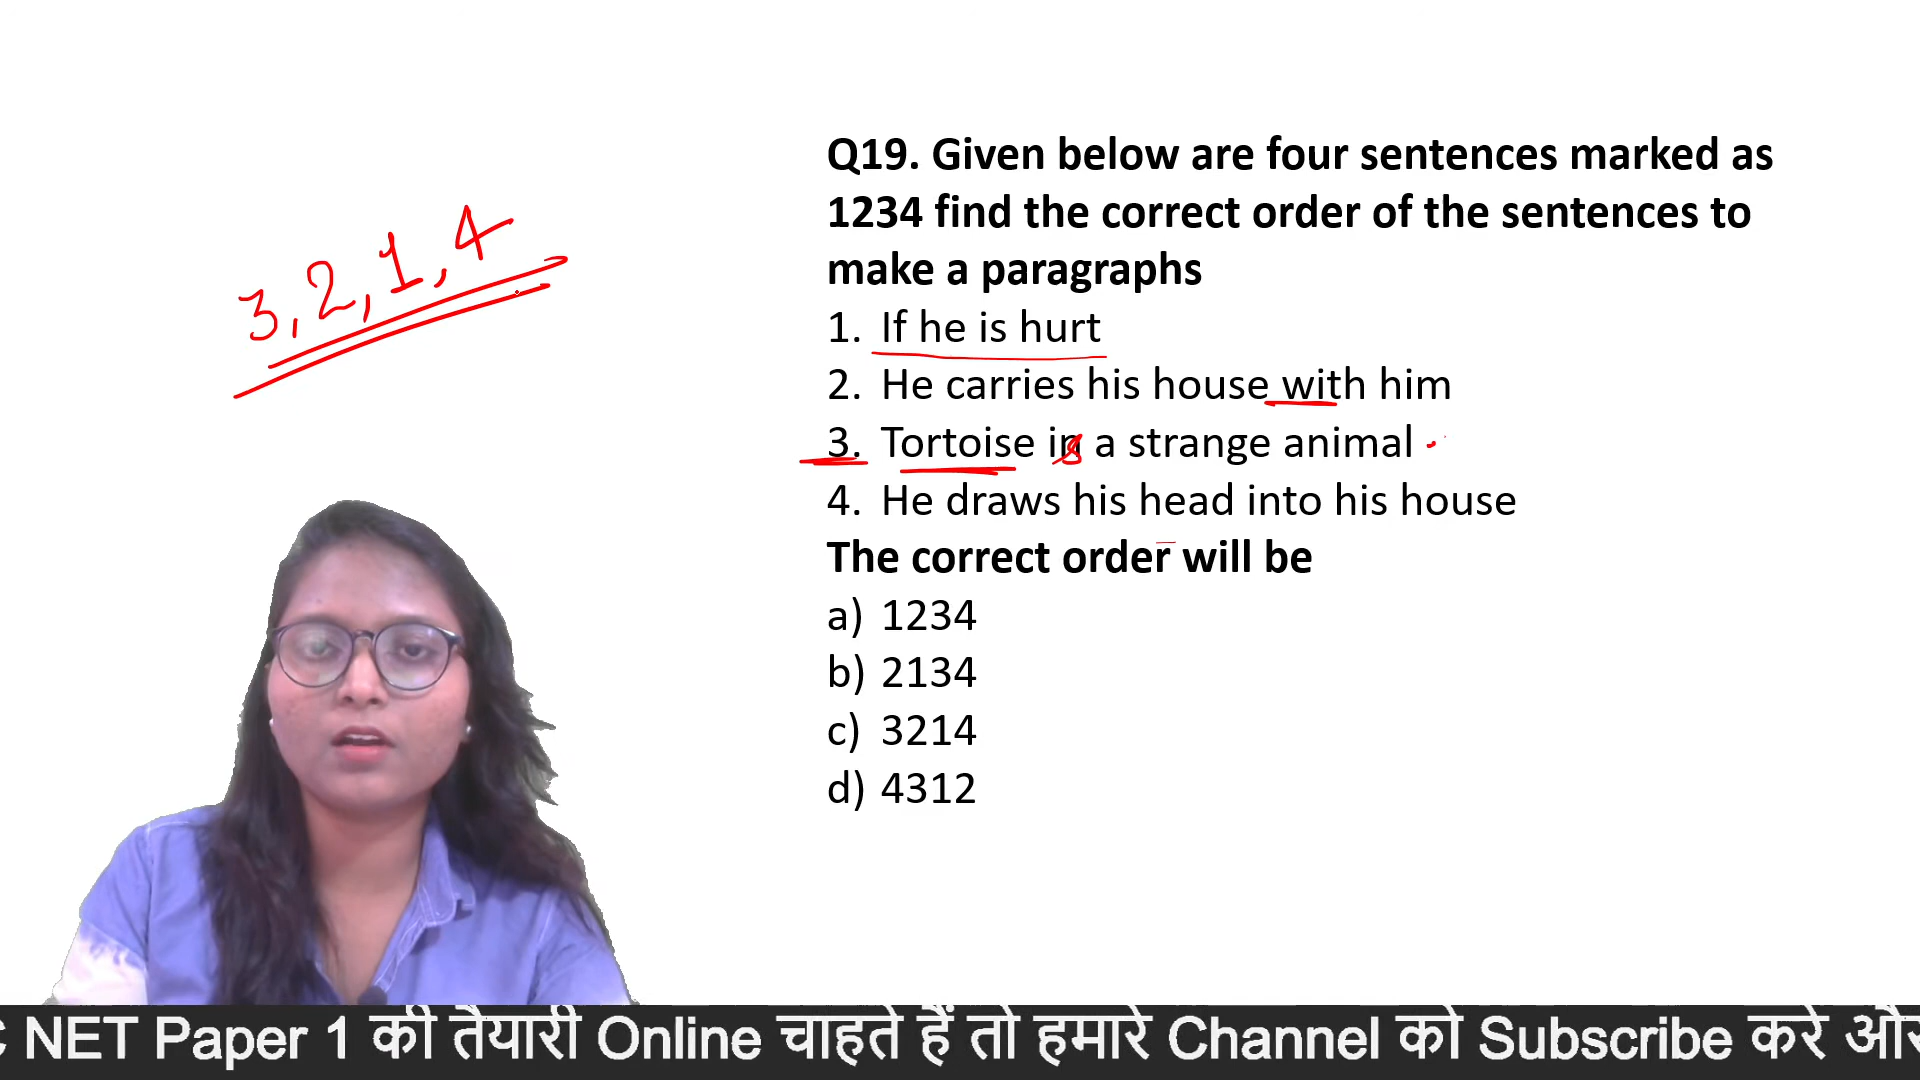 3, 2, 1, 4
Q19. Given below are four sentences marked as
1234 find the correct order of the sentences to
make a paragraphs
1. If he is hurt
2. He carries his house with him
3. Tortoise is a strange animal
4. He draws his head into his house
The correct order will be
a) 1234
b) 2134
c) 3214
d) 4312
NET Paper 1 की तैयारी Online चाहते हैं तो हमारे Channel को Subscribe करे